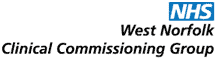 NHS
West Norfolk
Clinical Commissioning Group